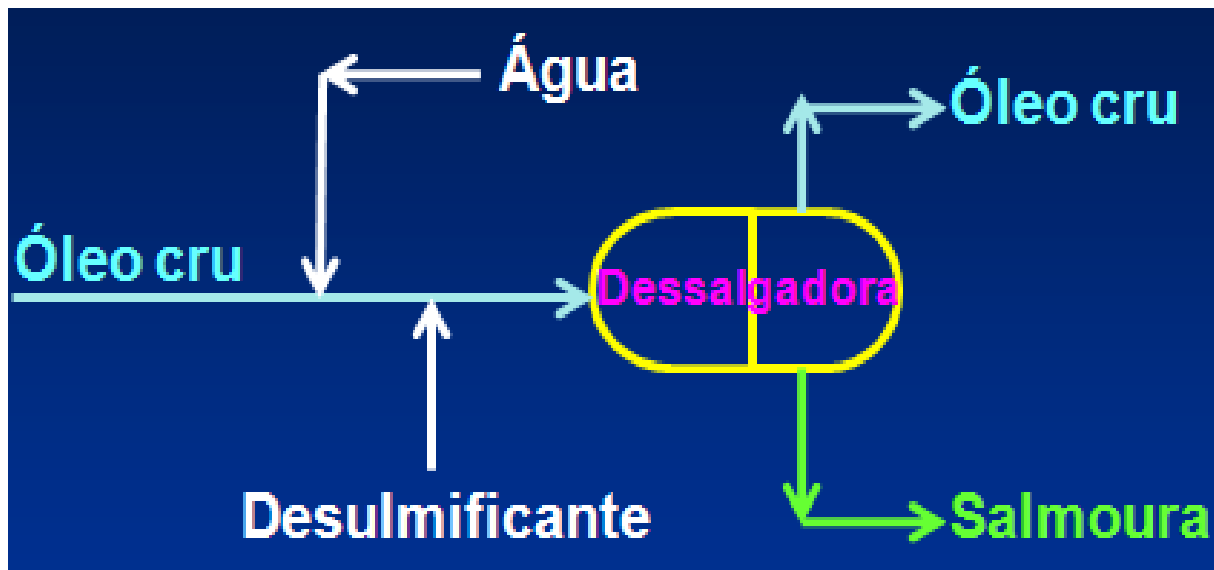 Água
Óleo cru
Óleo cru
Dessalgadora
Desulmificante
Salmoura